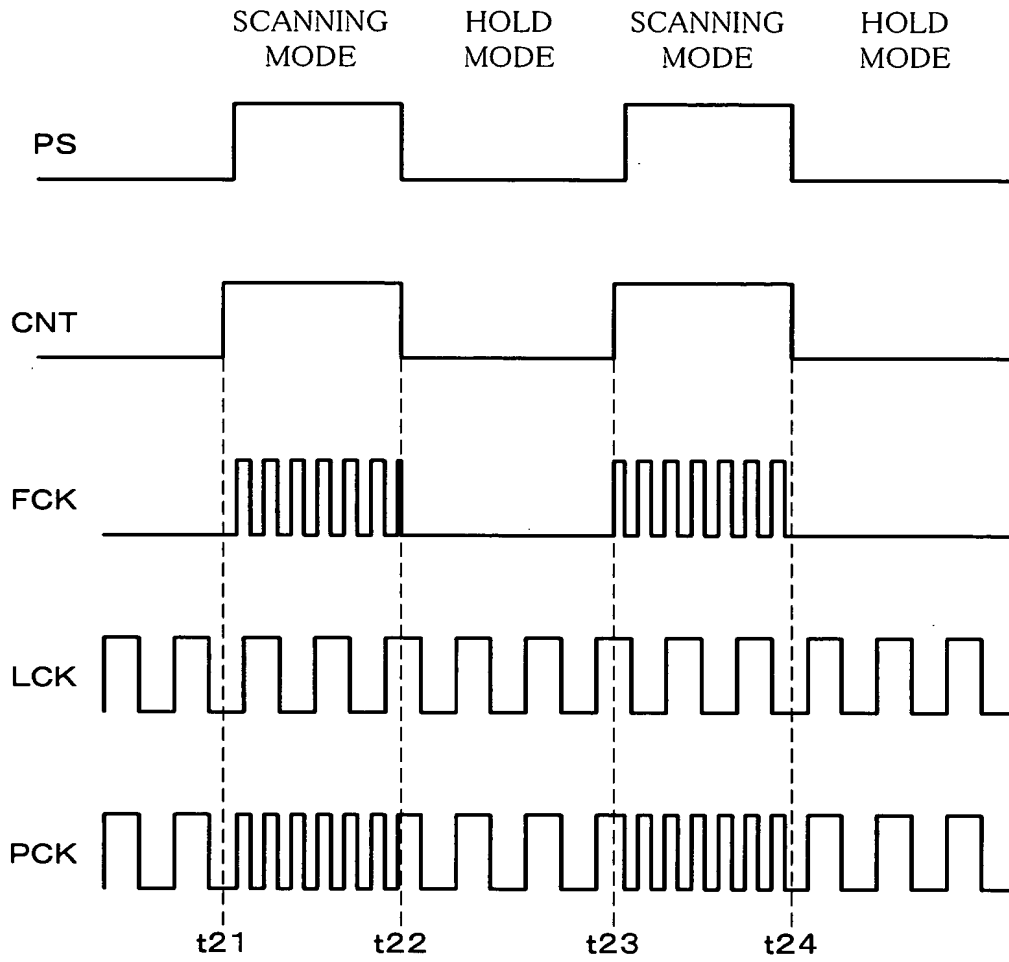 SCANNING HOLD SCANNING HOLD
MODE MODE MODE MODE
PS
CNT
FCK
LCK
PCK
t21 t22 t23 t24